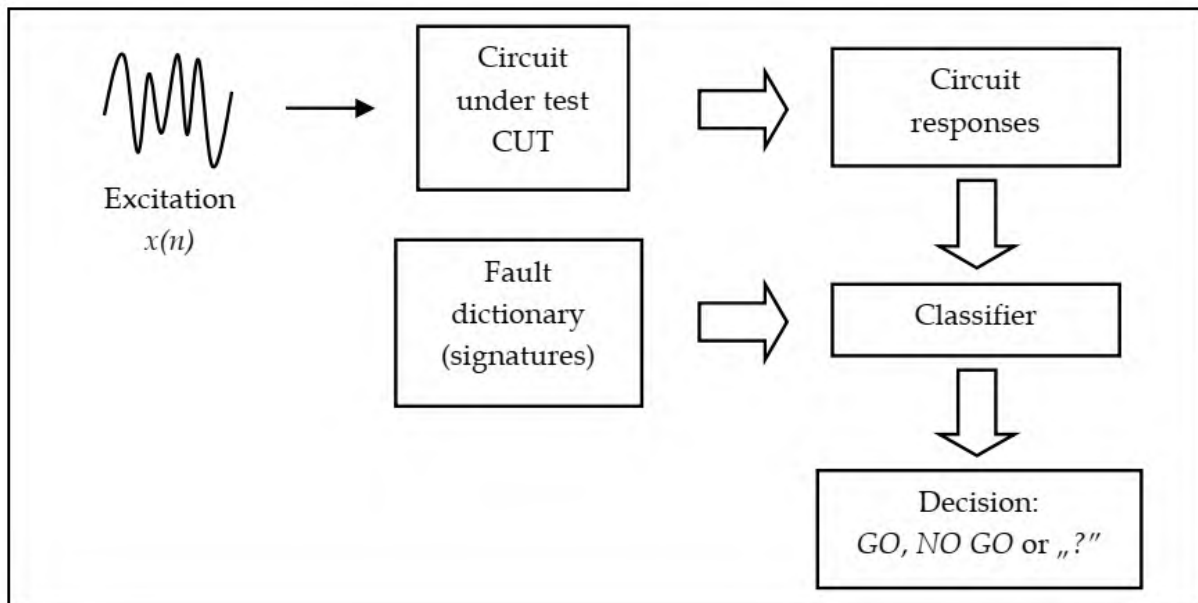 Excitation
x(n)
Circuit
under test
CUT
Circuit
responses
Fault
dictionary
(signatures)
Classifier
Decision:
GO, NO GO or „?”